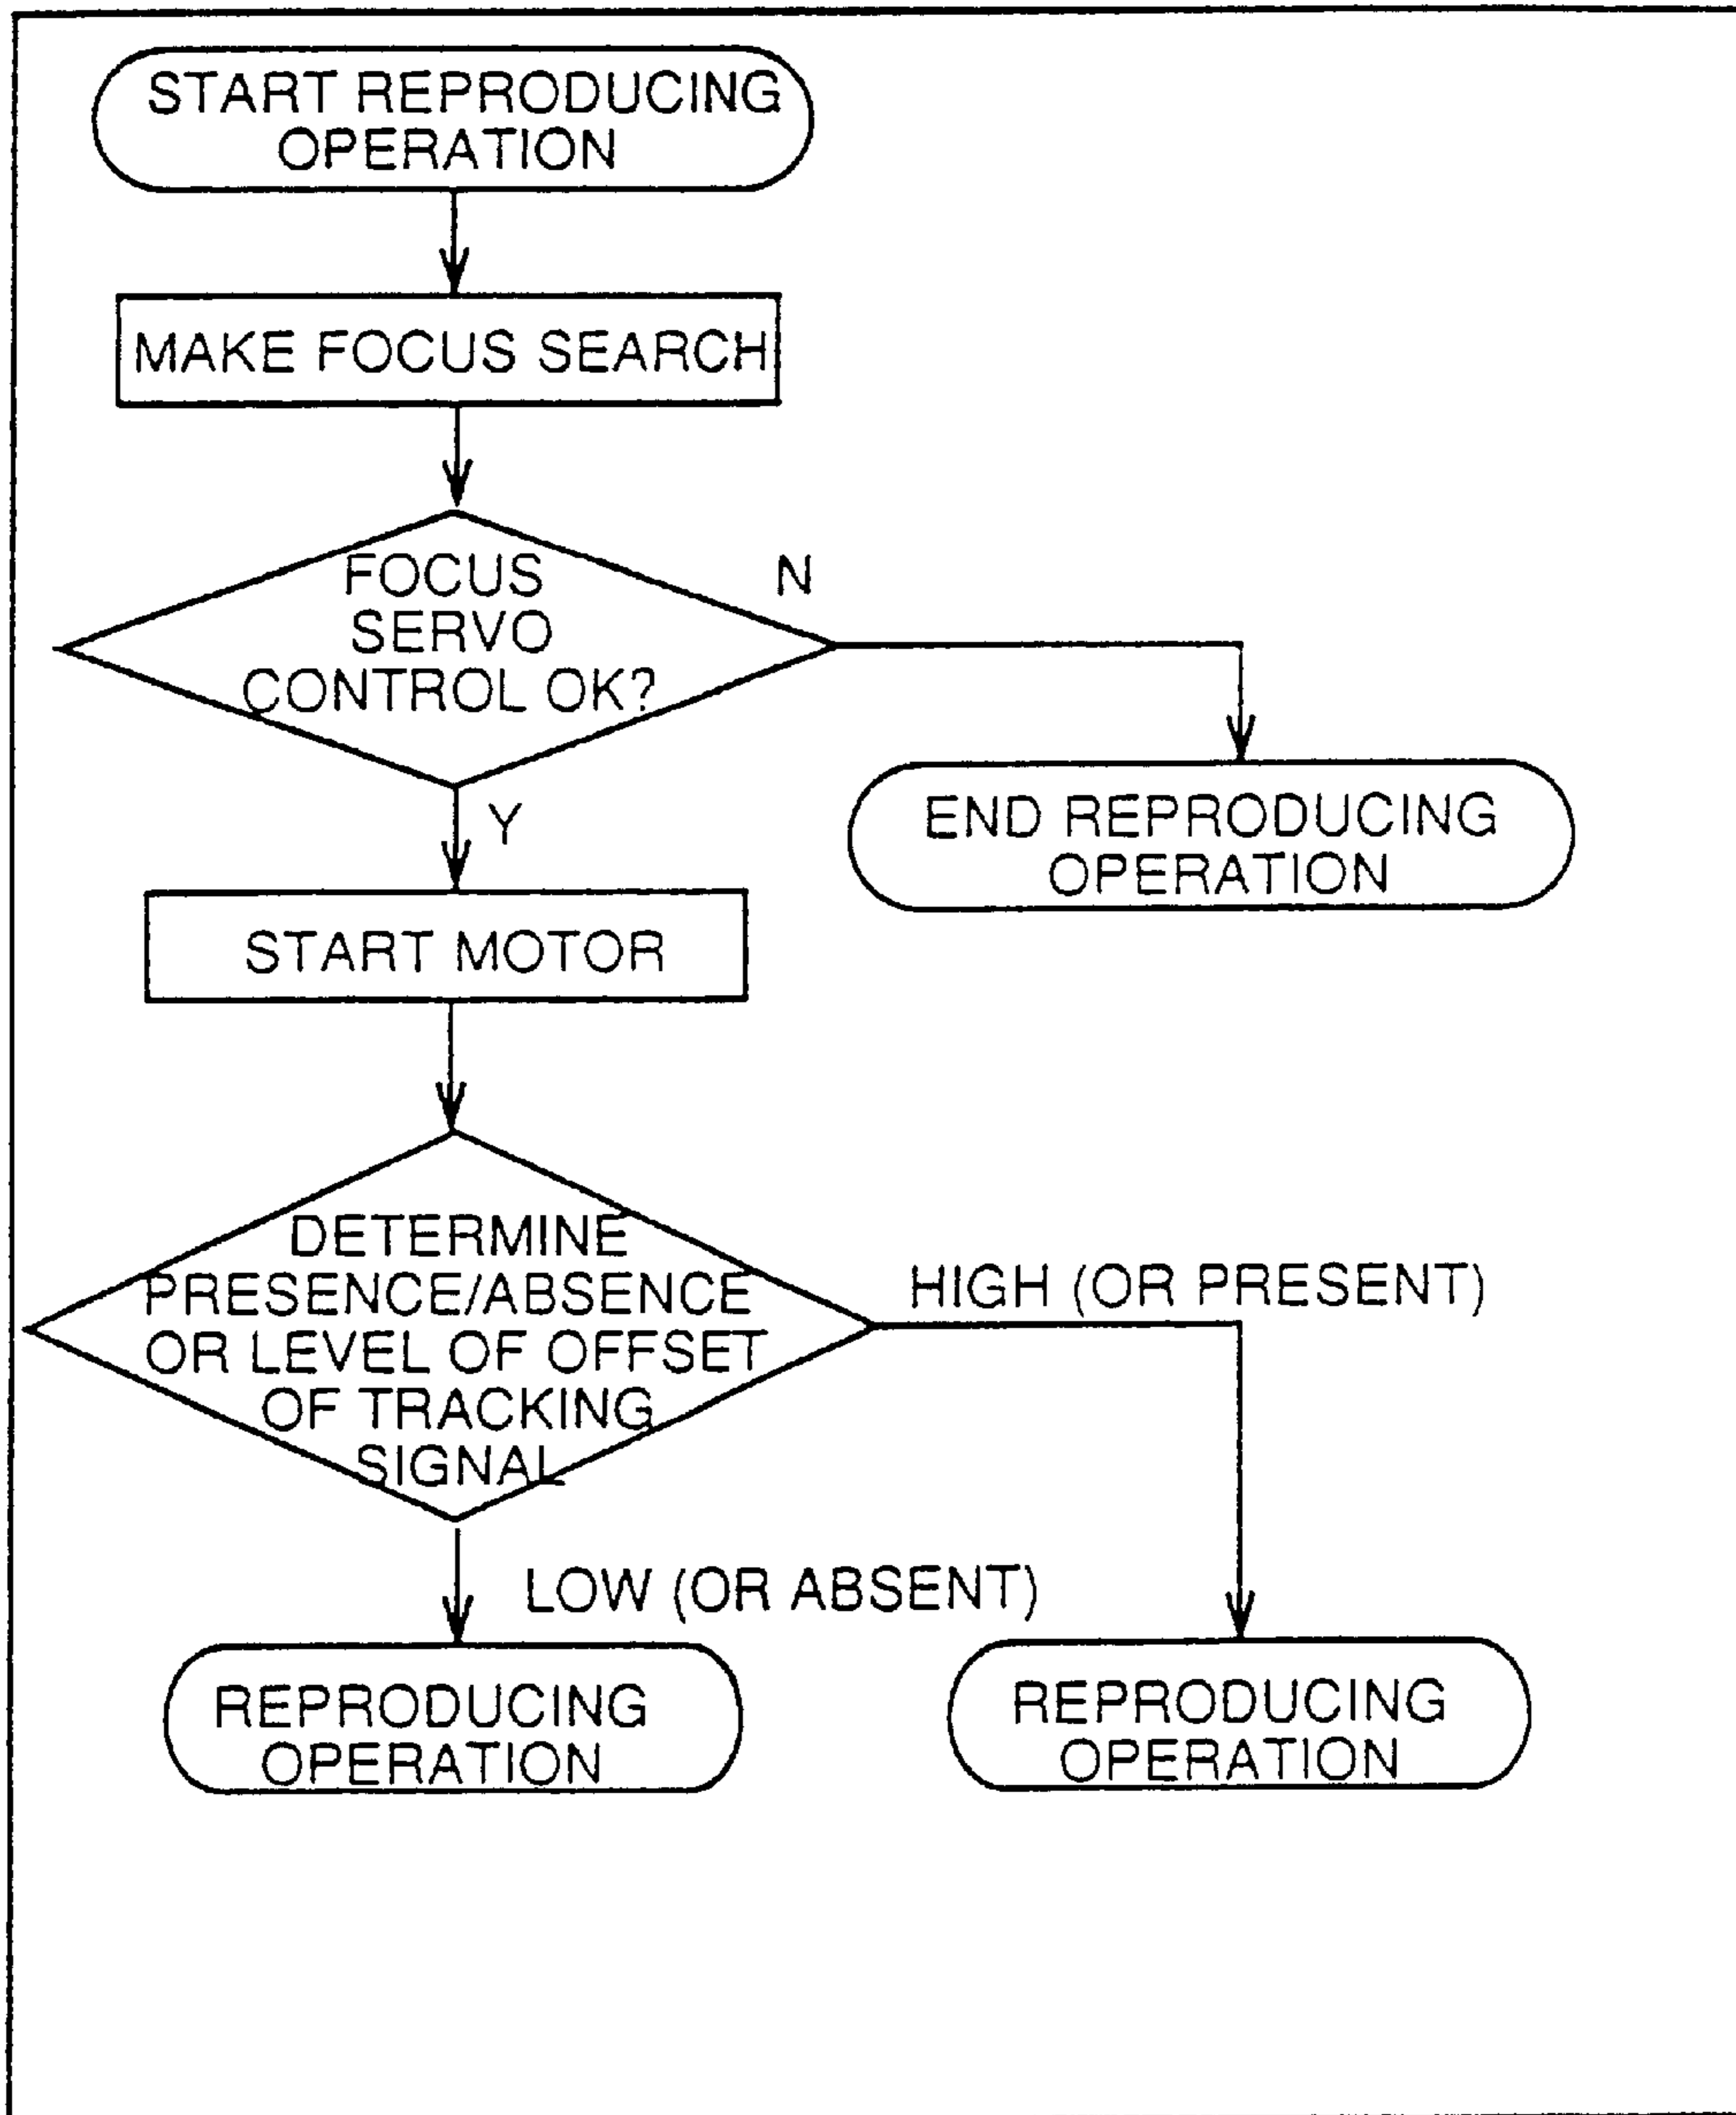 START REPRODUCING
OPERATION
MAKE FOCUS SEARCH
FOCUS
SERVO
CONTROL OK?
N
Y
END REPRODUCING
OPERATION
START MOTOR
DETERMINE
PRESENCE/ABSENCE
OR LEVEL OF OFFSET
OF TRACKING
SIGNAL
HIGH (OR PRESENT)
LOW (OR ABSENT)
REPRODUCING
OPERATION
REPRODUCING
OPERATION